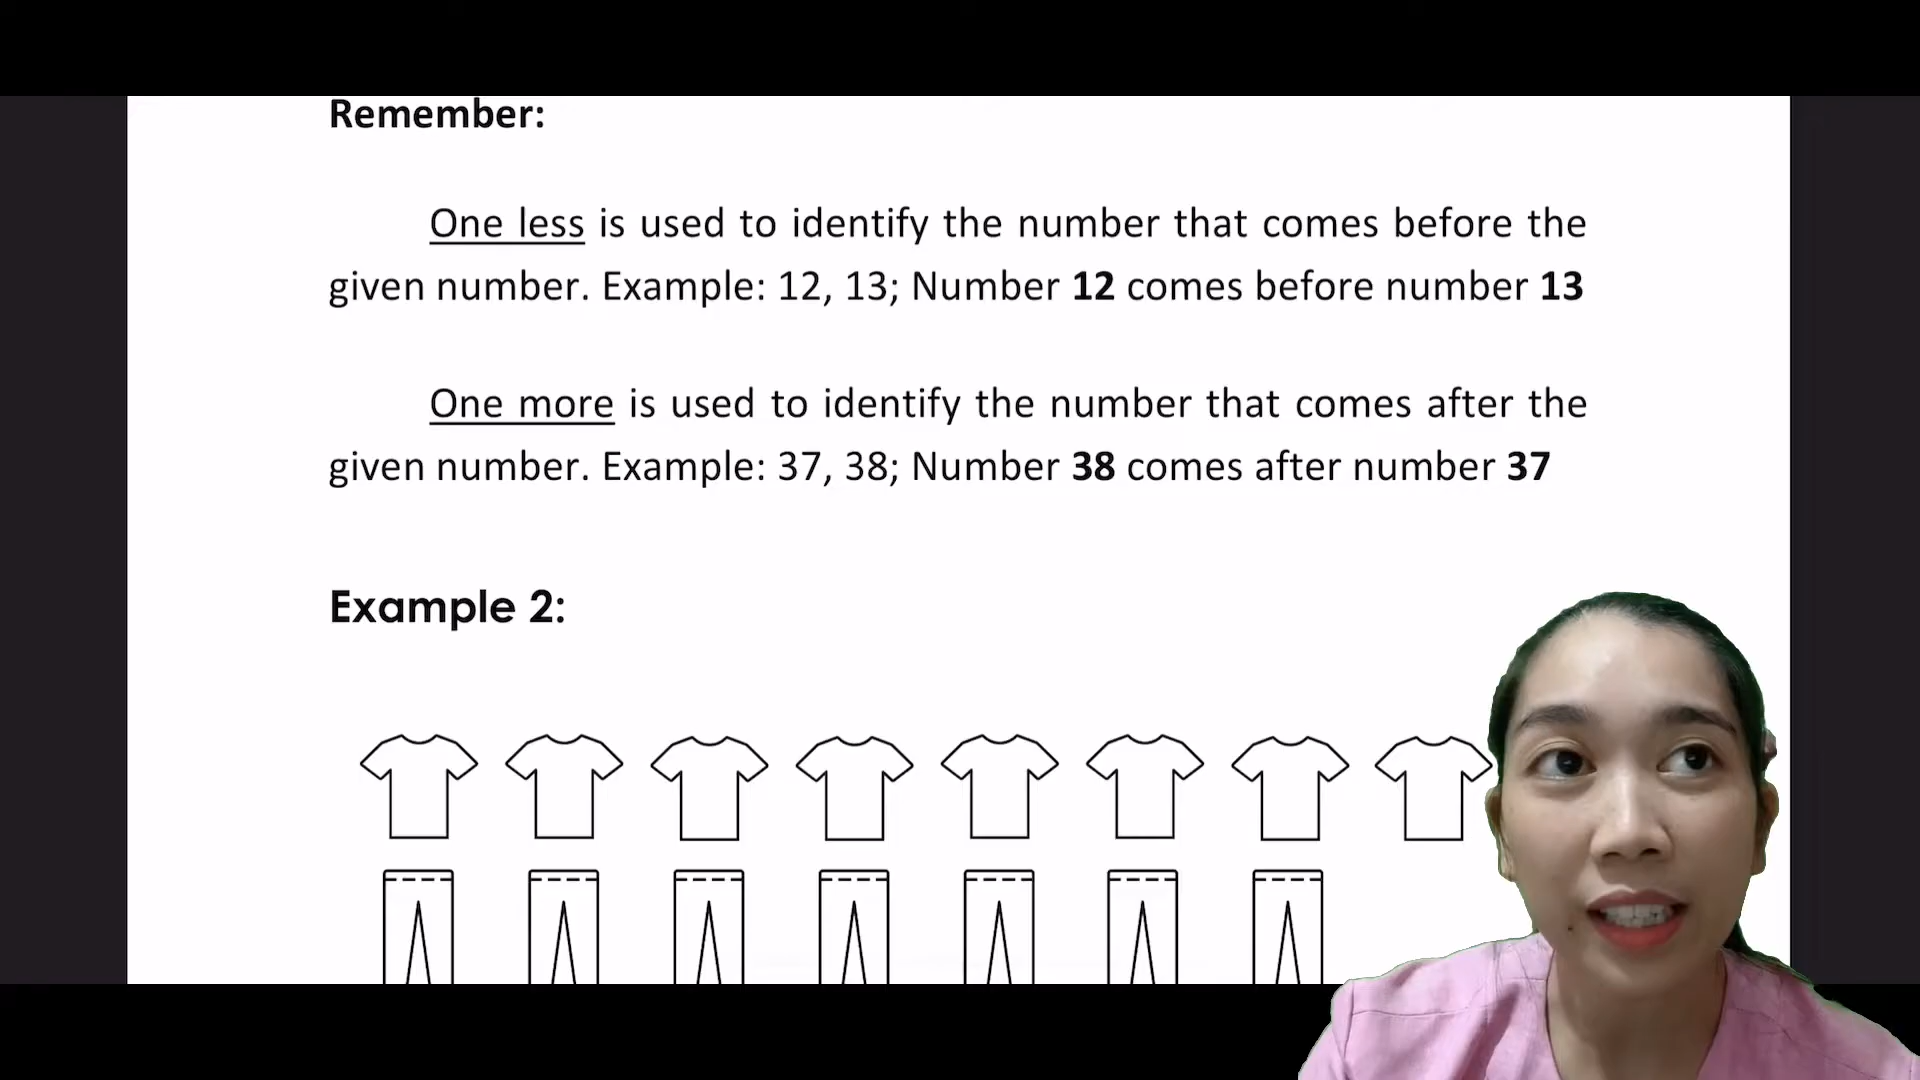 Remember:
One less is used to identify the number that comes before the
given number. Example: 12, 13; Number 12 comes before number 13
One more is used to identify the number that comes after the
given number. Example: 37, 38; Number 38 comes after number 37
Example 2: